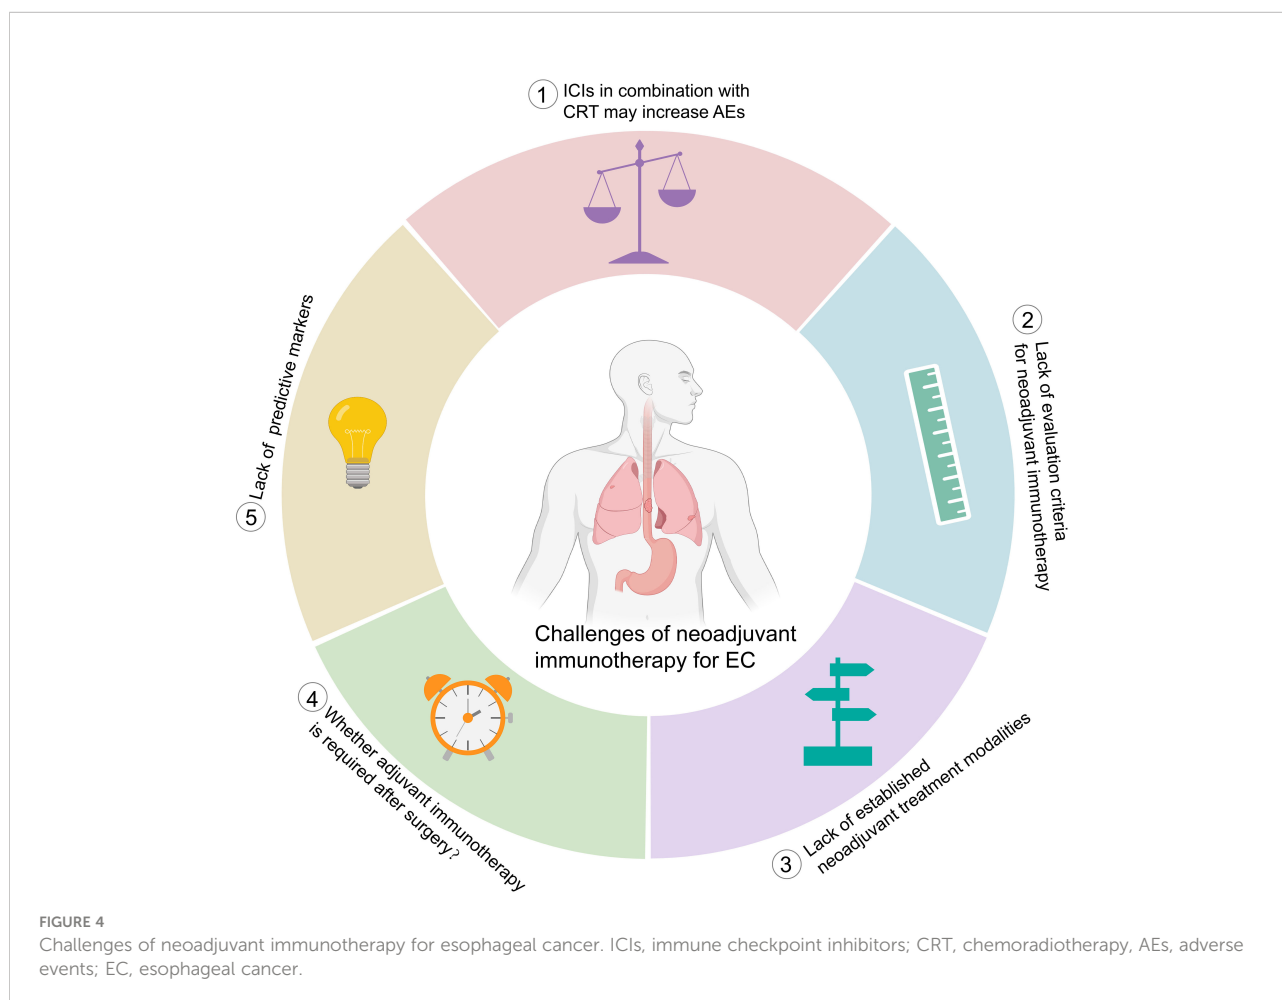 1 ICIs in combination with
CRT may increase AEs
2 Lack of evaluation criteria
for neoadjuvant immunotherapy
3 Lack of established
neoadjuvant treatment modalities
4 Whether adjuvant immunotherapy
is required after surgery?
5 Lack of predictive markers
Challenges of neoadjuvant
immunotherapy for EC
FIGURE 4
Challenges of neoadjuvant immunotherapy for esophageal cancer. ICIs, immune checkpoint inhibitors; CRT, chemoradiotherapy, AEs, adverse
events; EC, esophageal cancer.